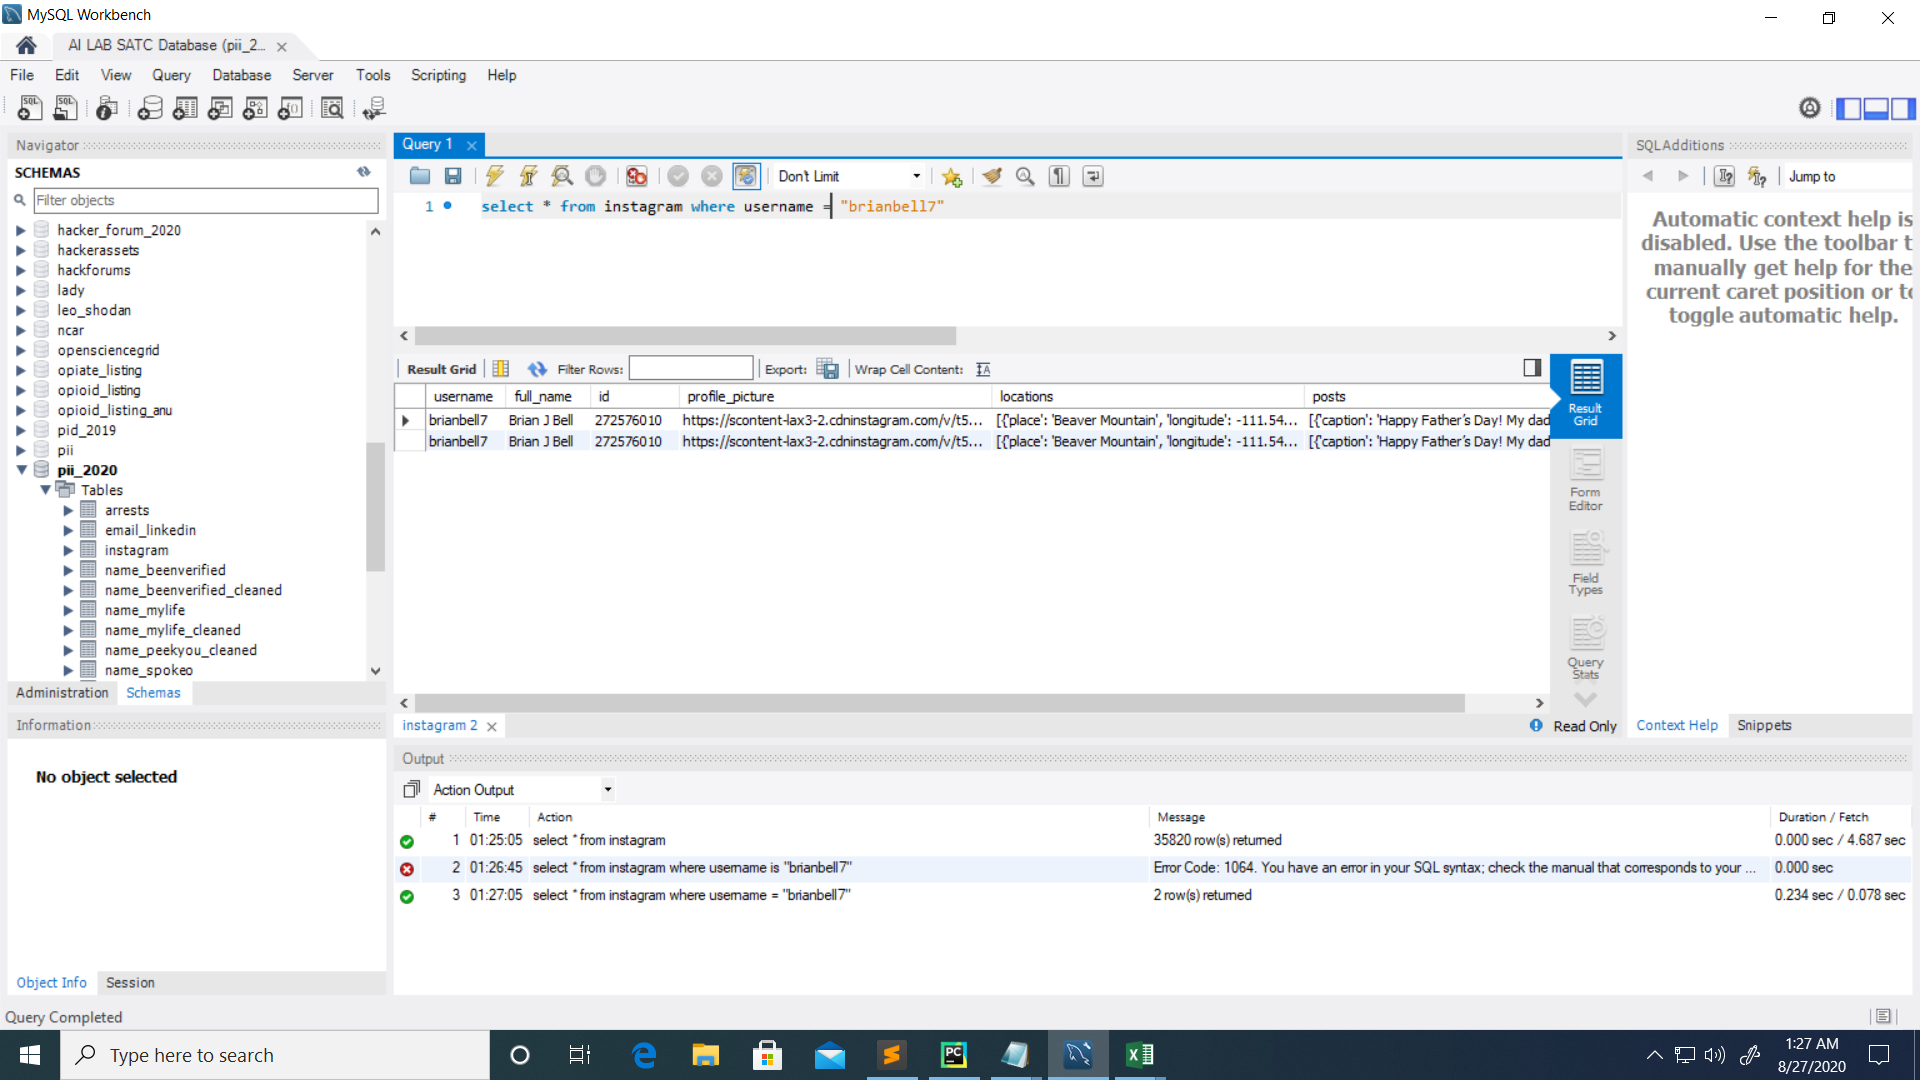 MySQL Workbench
AI LAB SATC Database (pii_2...
File Edit View Query Database Server Tools Scripting Help
Navigator
SCHEMAS
Filter objects
hacker_forum_2020
hackerassets
hackforums
lady
leo_shodan
ncar
opensciencegrid
opiate_listing
opioid_listing
opioid_listing_anu
pid_2019
pii
pii_2020
Tables
arrests
email_linkedin
instagram
name_beenverified
name_beenverified_cleaned
name_mylife
name_mylife_cleaned
name_peekyou_cleaned
name_spokeo
Administration Schemas
Information
No object selected
Object Info Session
Query Completed
Query 1
Don't Limit
1 select * from instagram where username = "brianbell7"
Result Grid Filter Rows: Export: Wrap Cell Content:
username full_name id profile_picture locations posts
brianbell7 Brian J Bell 272576010 https://scontent-lax3-2.cdninstagram.com/v/t5... [{'place': 'Beaver Mountain', 'longitude': -111.54... [{'caption': 'Happy Father’s Day! My dad
brianbell7 Brian J Bell 272576010 https://scontent-lax3-2.cdninstagram.com/v/t5... [{'place': 'Beaver Mountain', 'longitude': -111.54... [{'caption': 'Happy Father’s Day! My dad
Result
Grid
Form
Editor
Field
Types
Query
Stats
instagram 2
Read Only
SQLAdditions
Jump to
Automatic context help is
disabled. Use the toolbar t
manually get help for the
current caret position or to
toggle automatic help.
Context Help Snippets
Output
Action Output
# Time Action Message Duration / Fetch
1 01:25:05 select * from instagram 35820 row(s) returned 0.000 sec / 4.687 sec
2 01:26:45 select * from instagram where username is "brianbell7" Error Code: 1064. You have an error in your SQL syntax; check the manual that corresponds to your ... 0.000 sec
3 01:27:05 select * from instagram where username = "brianbell7" 2 row(s) returned 0.234 sec / 0.078 sec
Type here to search
1:27 AM
8/27/2020